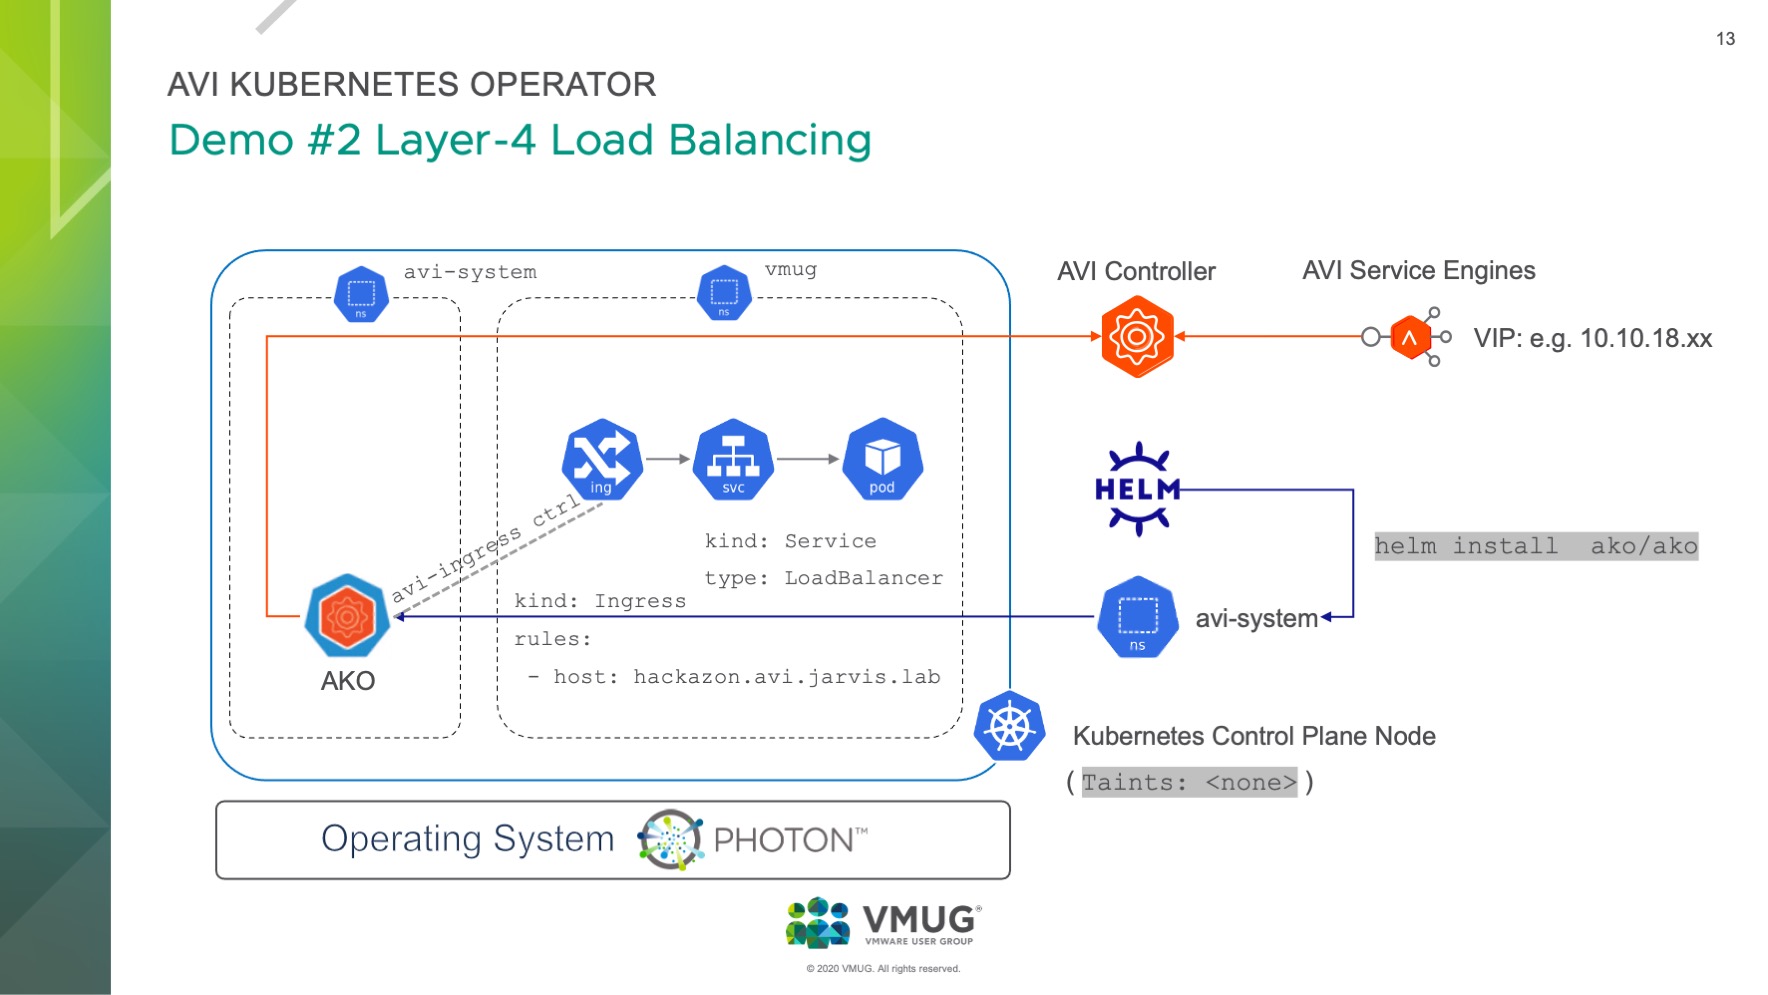 13
AVI KUBERNETES OPERATOR
Demo #2 Layer-4 Load Balancing
avi-system
vmug
ns
ns
AVI Controller
AVI Service Engines
VIP: e.g. 10.10.18.xx
ing
svc
pod
avi-ingress ctrl
HELM
helm install  ako/ako
kind: Service
type: LoadBalancer
kind: Ingress
rules:
- host: hackazon.avi.jarvis.lab
AKO
ns
avi-system
Kubernetes Control Plane Node
(Taints: <none>)
Operating System
PHOTON™
VMUG®
VMWARE USER GROUP
© 2020 VMUG. All rights reserved.